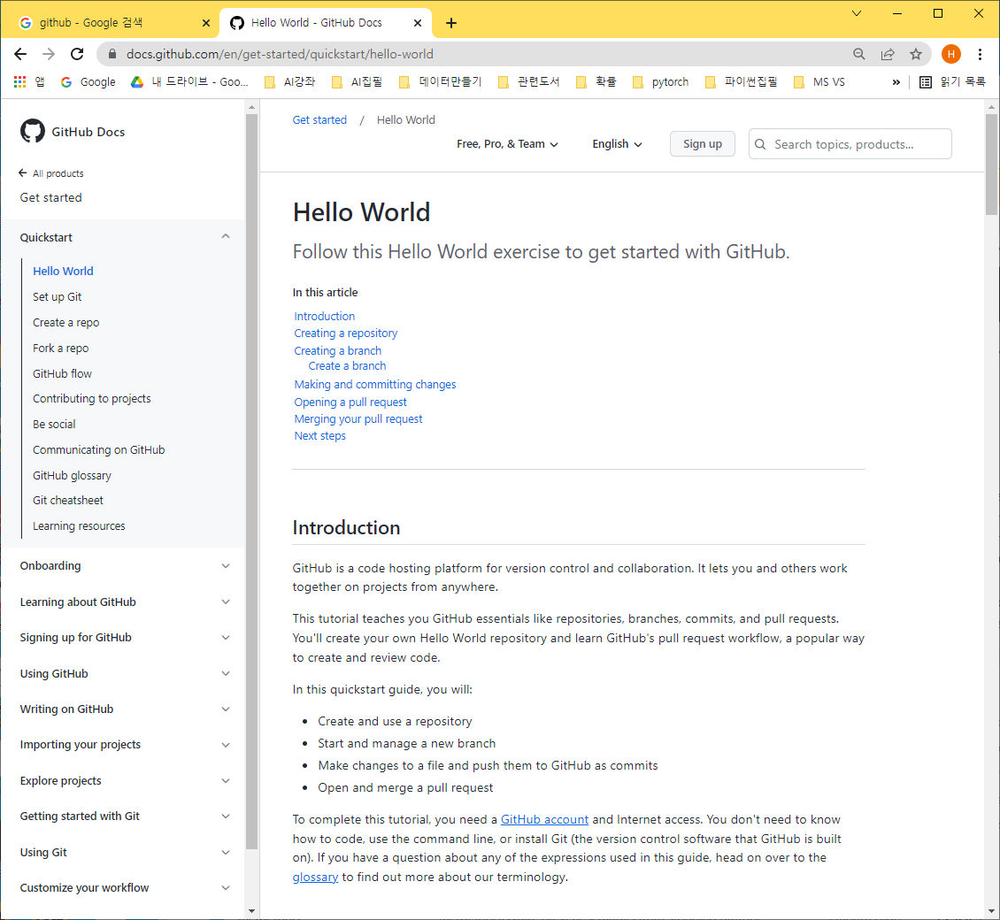 github - Google 검색
Hello World - GitHub Docs
docs.github.com/en/get-started/quickstart/hello-world
H
앱
Google
내 드라이브 - Goo...
AI강좌
AI집필
데이터만들기
관련도서
확률
pytorch
파이썬집필
MS VS
»
읽기 목록
GitHub Docs
All products
Get started
Quickstart
Hello World
Set up Git
Create a repo
Fork a repo
GitHub flow
Contributing to projects
Be social
Communicating on GitHub
GitHub glossary
Git cheatsheet
Learning resources
Onboarding
Learning about GitHub
Signing up for GitHub
Using GitHub
Writing on GitHub
Importing your projects
Explore projects
Getting started with Git
Using Git
Customize your workflow
Get started / Hello World
Free, Pro, & Team
English
Sign up
Search topics, products...
Hello World
Follow this Hello World exercise to get started with GitHub.
In this article
Introduction
Creating a repository
Creating a branch
Create a branch
Making and committing changes
Opening a pull request
Merging your pull request
Next steps
Introduction
GitHub is a code hosting platform for version control and collaboration. It lets you and others work
together on projects from anywhere.
This tutorial teaches you GitHub essentials like repositories, branches, commits, and pull requests.
You'll create your own Hello World repository and learn GitHub's pull request workflow, a popular way
to create and review code.
In this quickstart guide, you will:
• Create and use a repository
• Start and manage a new branch
• Make changes to a file and push them to GitHub as commits
• Open and merge a pull request
To complete this tutorial, you need a GitHub account and Internet access. You don't need to know
how to code, use the command line, or install Git (the version control software that GitHub is built
on). If you have a question about any of the expressions used in this guide, head on over to the
glossary to find out more about our terminology.